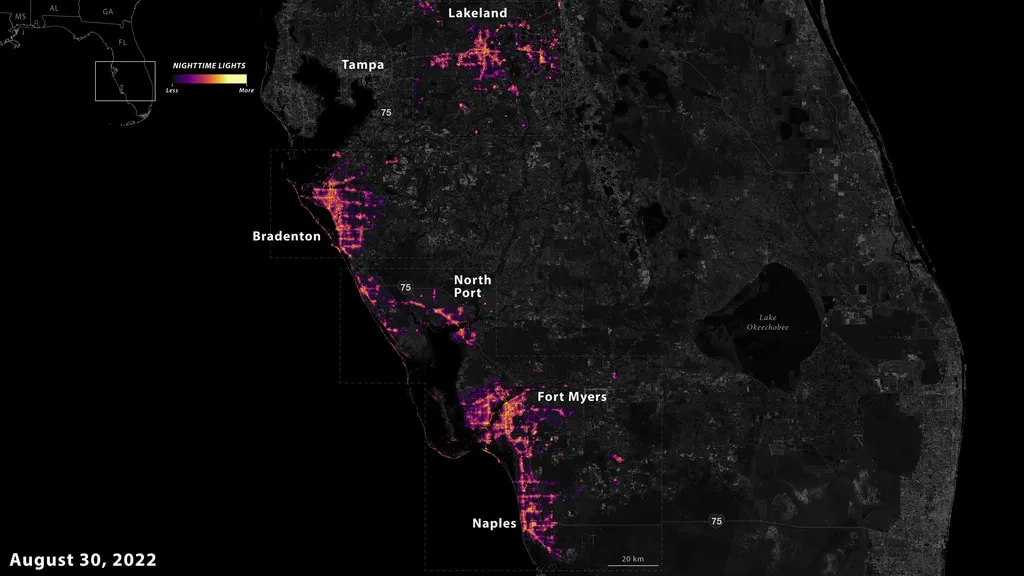 MS
AL
GA
FL
NIGHTTIME LIGHTS
Less
More
Lakeland
Tampa
75
Bradenton
75
North
Port
Lake
Okeechobee
Fort Myers
Naples
75
20 km
August 30, 2022